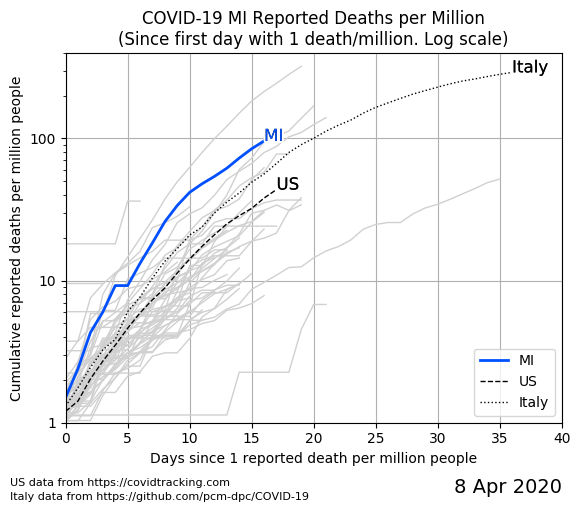 COVID-19 MI Reported Deaths per Million
(Since first day with 1 death/million. Log scale)
Cumulative reported deaths per million people
100
10
1
MI
US
Italy
MI
US
Italy
0 5 10 15 20 25 30 35 40
Days since 1 reported death per million people
US data from https://covidtracking.com
Italy data from https://github.com/pcm-dpc/COVID-19
8 Apr 2020